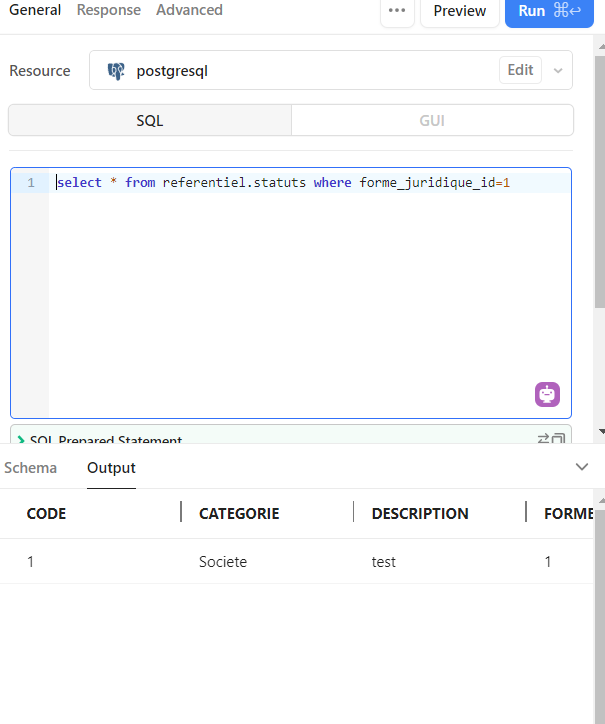 General Response Advanced ... Preview Run ⌘↩
Resource postgresql Edit
SQL GUI
1 select * from referentiel.statuts where forme_juridique_id=1
SQL Prepared Statement
Schema Output
CODE CATEGORIE DESCRIPTION FORME
1 Societe test 1